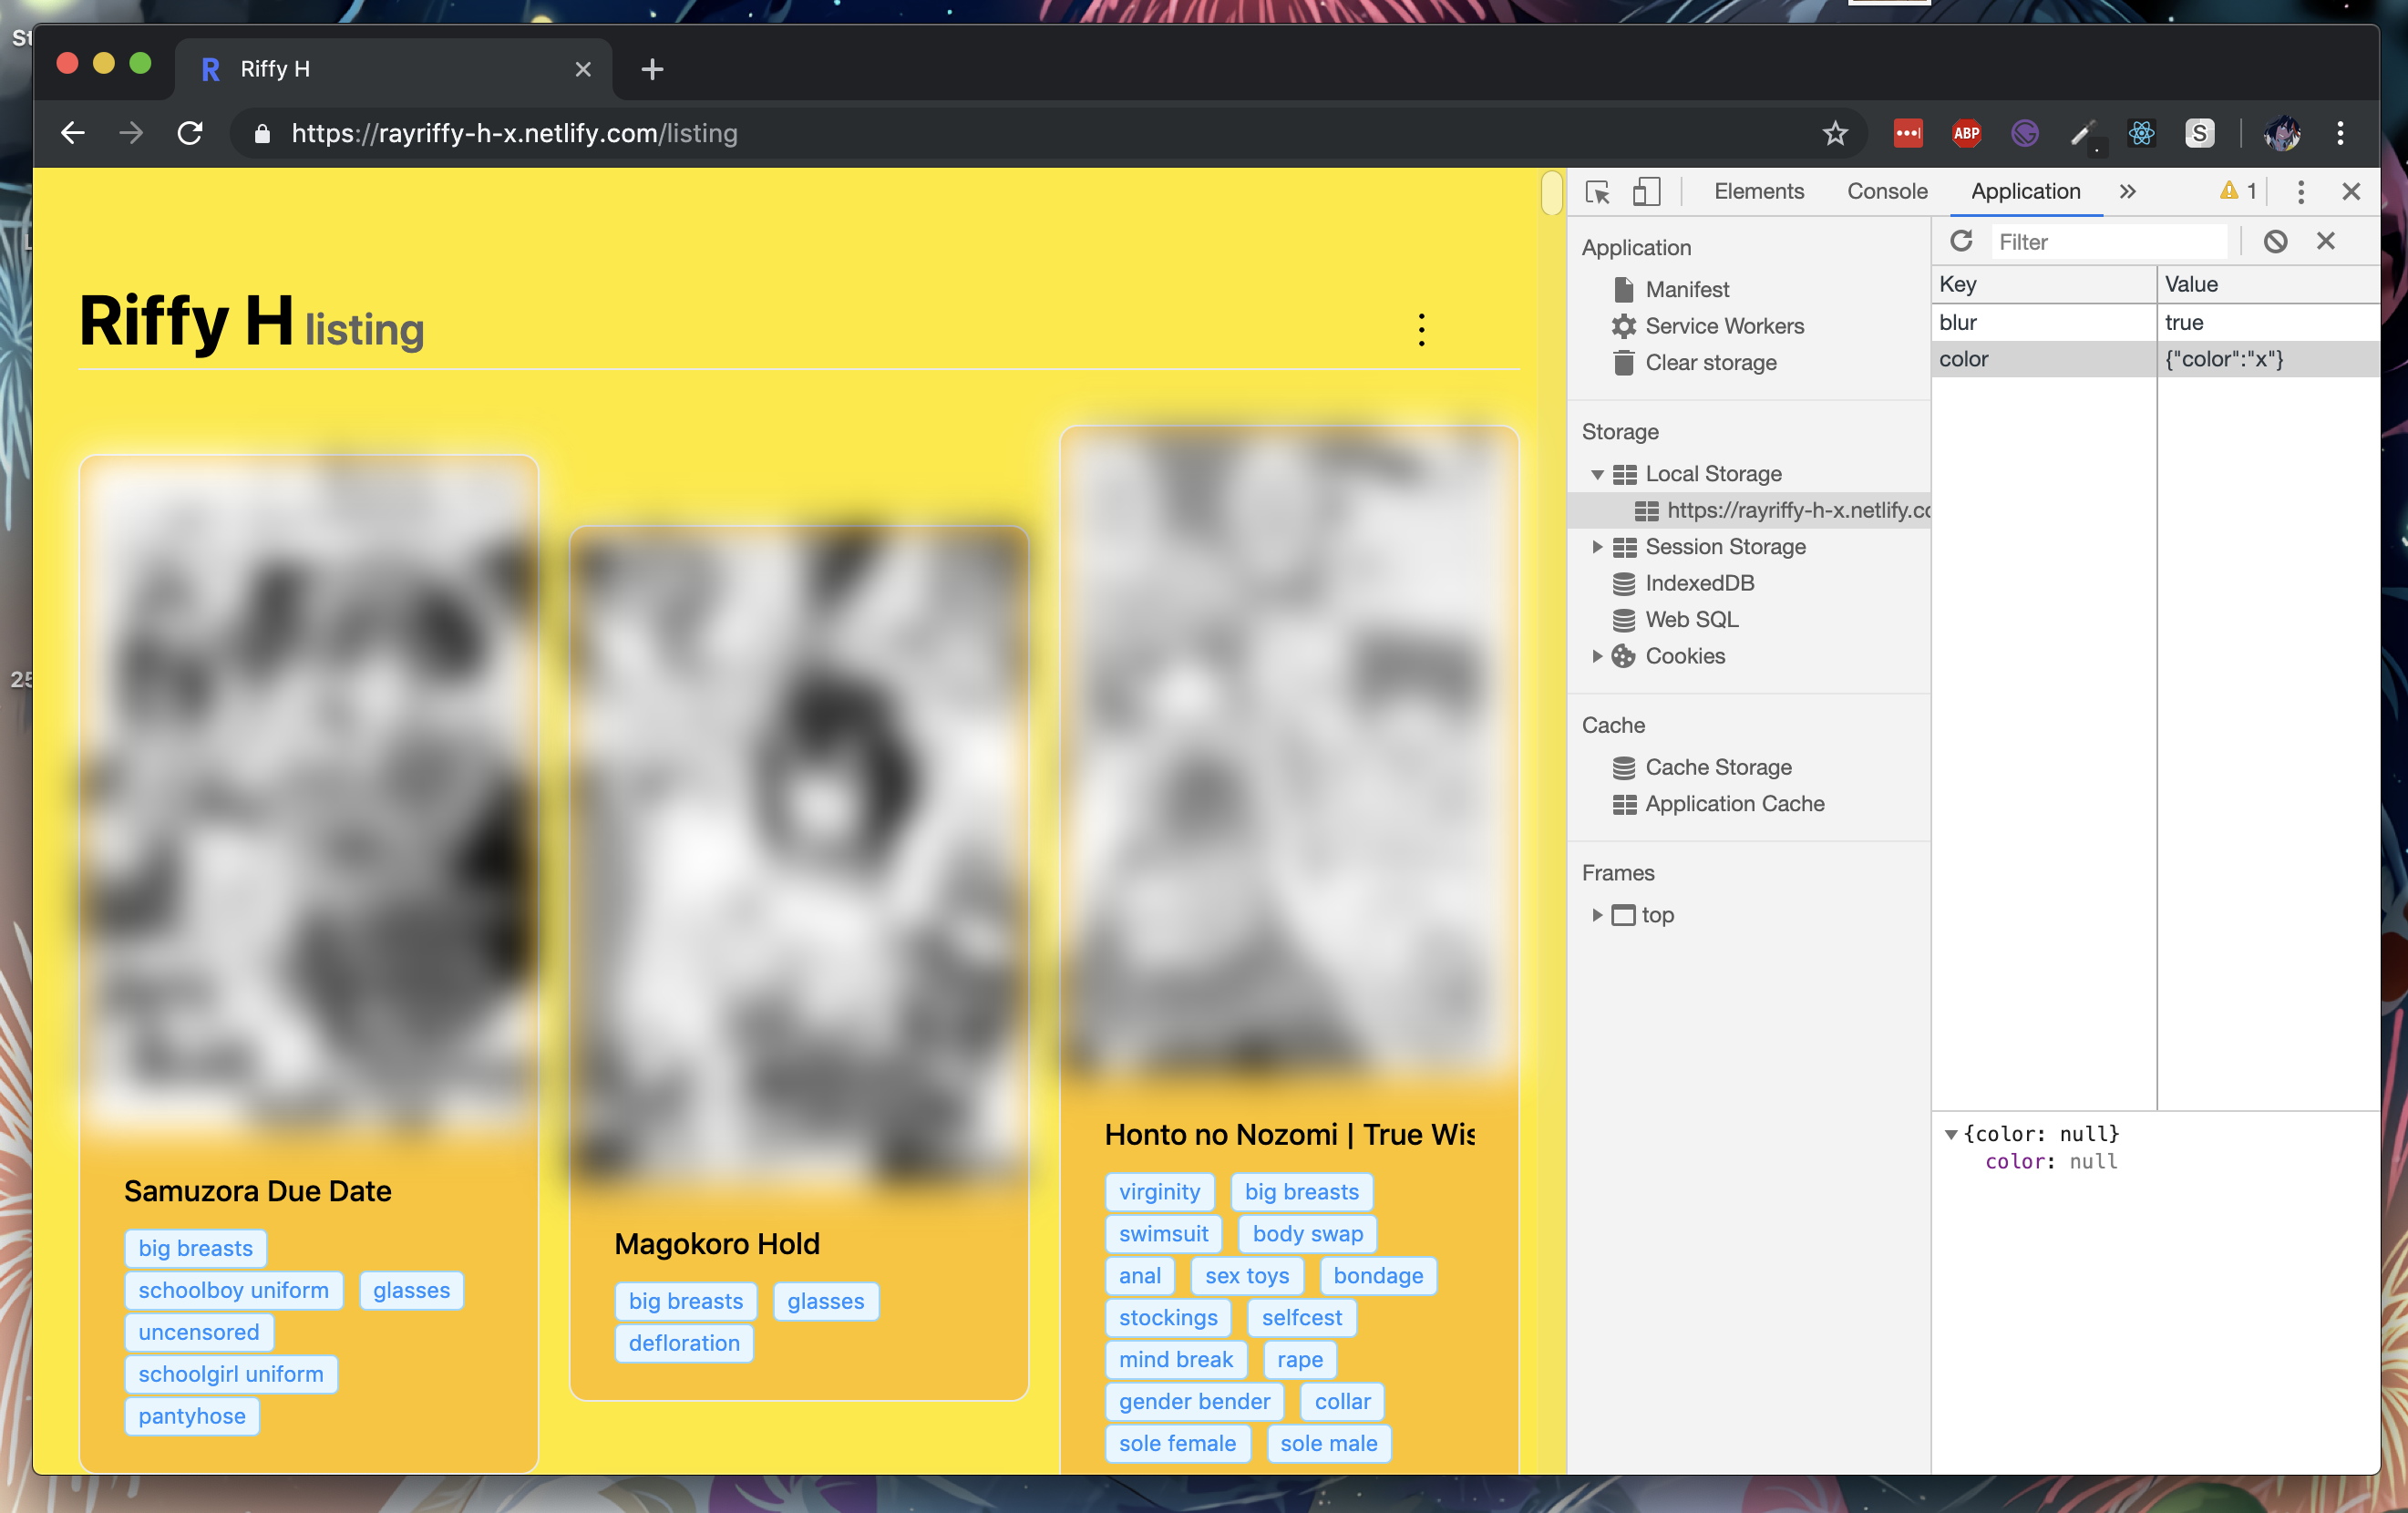 St
Riffy H
https://rayriffy-h-x.netlify.com/listing
ABP
S
Riffy H listing
25
Samuzora Due Date
big breasts
schoolboy uniform glasses
uncensored
schoolgirl uniform
pantyhose
Magokoro Hold
big breasts glasses
defloration
Honto no Nozomi | True Wis
virginity big breasts
swimsuit body swap
anal sex toys bondage
stockings selfcest
mind break rape
gender bender collar
sole female sole male
Elements Console Application 1
Application
Manifest
Service Workers
Clear storage
Storage
Local Storage
https://rayriffy-h-x.netlify.co
Session Storage
IndexedDB
Web SQL
Cookies
Cache
Cache Storage
Application Cache
Frames
top
Filter
Key Value
blur true
color {"color":"x"}
{color: null}
color: null